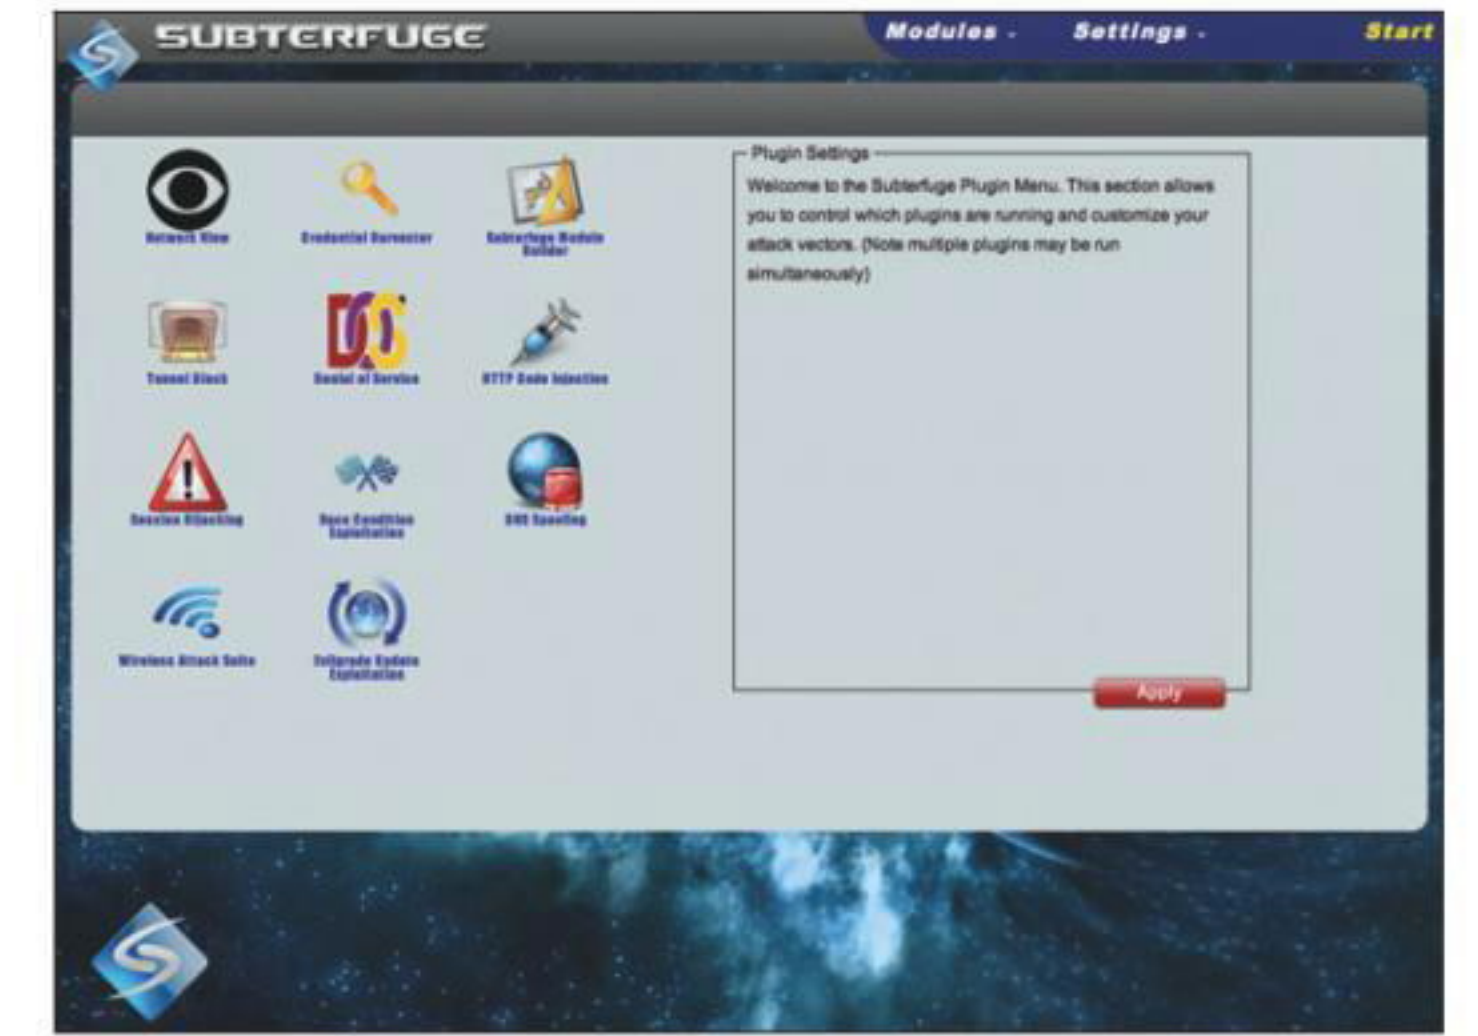 SUBTERFUGE
Modules -
Settings -
Start
Network View
Credential Harvester
Subterfuge Module
Builder
Tunnel Block
Denial of Service
HTTP Code Injection
Session Hijacking
Race Condition
Exploitation
DNS Spoofing
Wireless Attack Suite
Evilgrade Update
Exploitation
Plugin Settings
Welcome to the Subterfuge Plugin Menu. This section allows
you to control which plugins are running and customize your
attack vectors. (Note multiple plugins may be run
simultaneously)
Apply